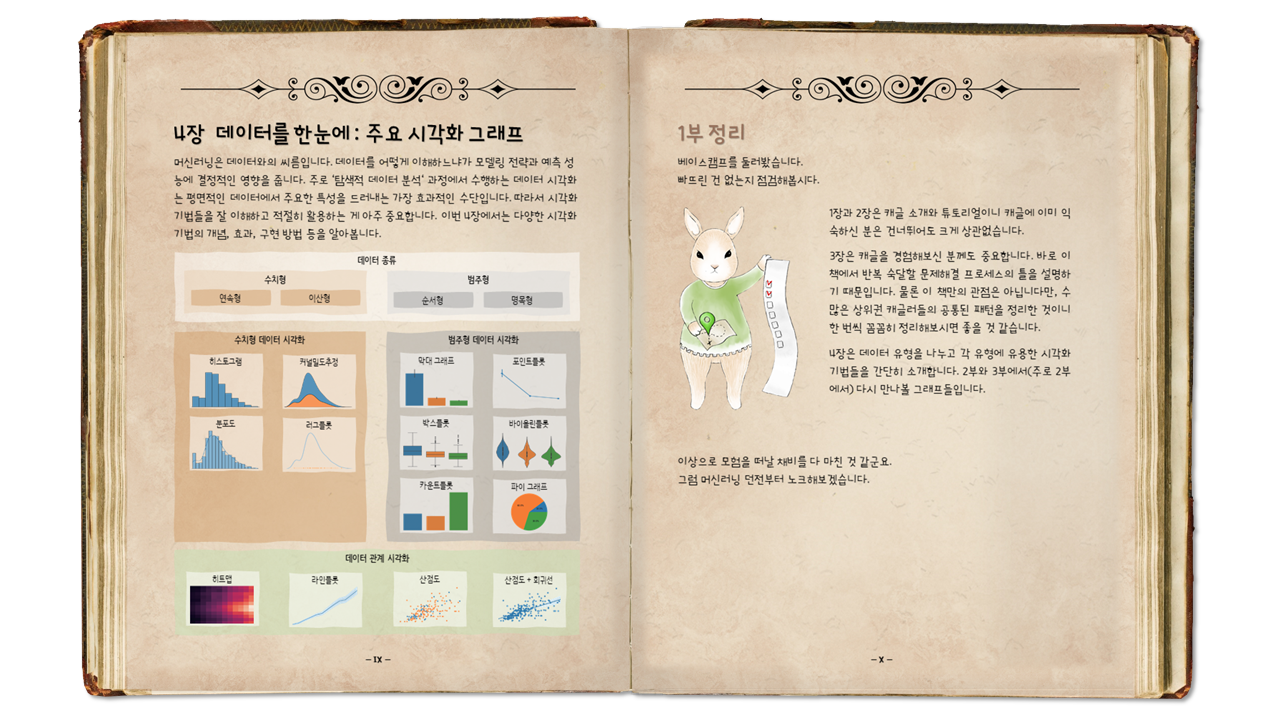 4장 데이터를 한눈에 : 주요 시각화 그래프
머신러닝은 데이터와의 씨름입니다. 데이터를 어떻게 이해하느냐가 모델링 전략과 예측 성
능에 결정적인 영향을 줍니다. 주로 '탐색적 데이터 분석' 과정에서 수행하는 데이터 시각화
는 평면적인 데이터에서 주요한 특성을 드러내는 가장 효과적인 수단입니다. 따라서 시각화
기법들을 잘 이해하고 적절히 활용하는 게 아주 중요합니다. 이번 4장에서는 다양한 시각화
기법의 개념, 효과, 구현 방법 등을 알아봅니다.
데이터 종류
수치형
범주형
연속형
이산형
순서형
명목형
수치형 데이터 시각화
히스토그램
커널밀도추정
분포도
러그플롯
범주형 데이터 시각화
막대 그래프
포인트플롯
박스플롯
바이올린플롯
카운트플롯
파이 그래프
데이터 관계 시각화
히트맵
라인플롯
산점도
산점도 + 회귀선
– IX –
1부 정리
베이스캠프를 둘러봤습니다.
빠뜨린 건 없는지 점검해봅시다.
1장과 2장은 캐글 소개와 튜토리얼이니 캐글에 이미 익
숙하신 분은 건너뛰어도 크게 상관없습니다.
3장은 캐글을 경험해보신 분께도 중요합니다. 바로 이
책에서 반복 숙달할 문제해결 프로세스의 틀을 설명하
기 때문입니다. 물론 이 책만의 관점은 아닙니다만, 수
많은 상위권 캐글러들의 공통된 패턴을 정리한 것이니
한 번씩 꼼꼼히 정리해보시면 좋을 것 같습니다.
4장은 데이터 유형을 나누고 각 유형에 유용한 시각화
기법들을 간단히 소개합니다. 2부와 3부에서(주로 2부
에서) 다시 만나볼 그래프들입니다.
이상으로 모험을 떠날 채비를 다 마친 것 같군요.
그럼 머신러닝 던전부터 노크해보겠습니다.
– X –